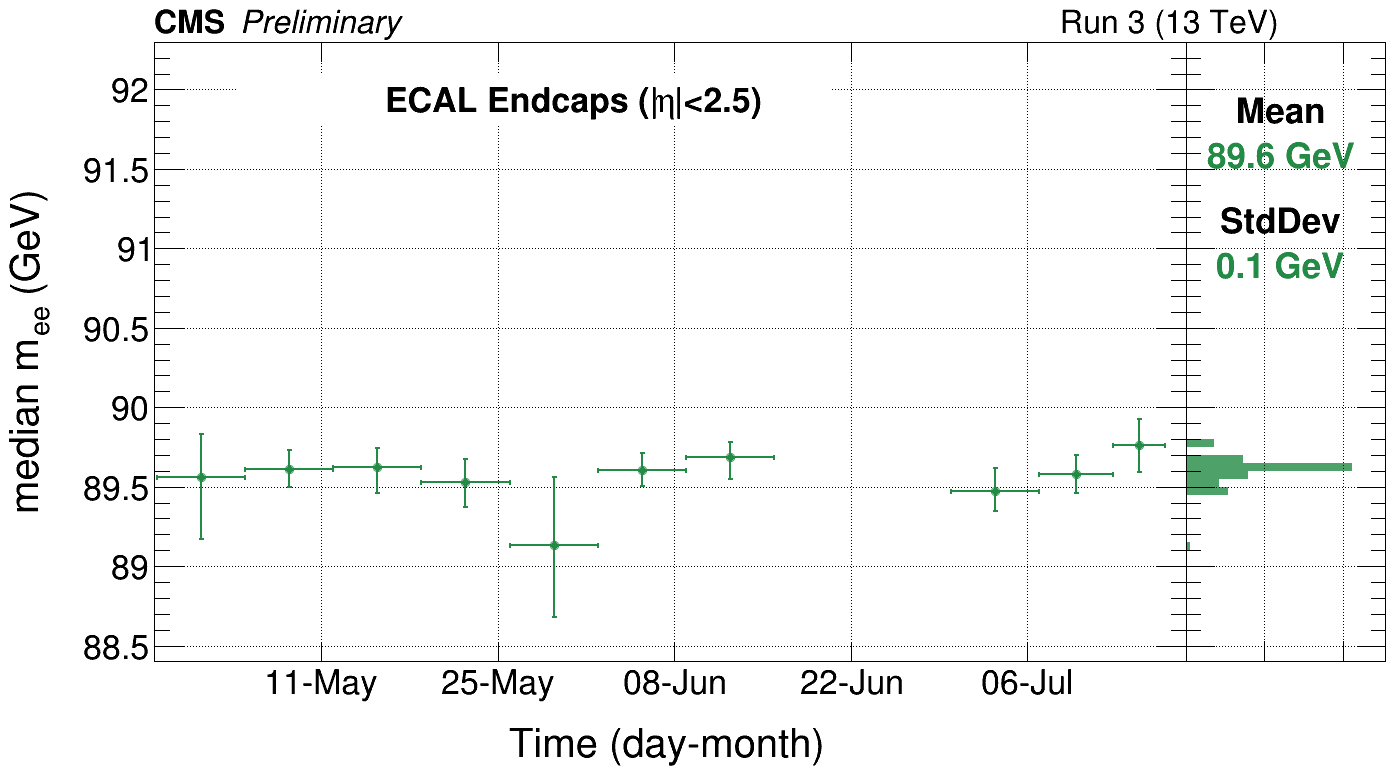 CMS Preliminary
Run 3 (13 TeV)
ECAL Endcaps (|η|<2.5)
Mean
89.6 GeV
StdDev
0.1 GeV
median m_ee (GeV)
92
91.5
91
90.5
90
89.5
89
88.5
11-May 25-May 08-Jun 22-Jun 06-Jul
Time (day-month)